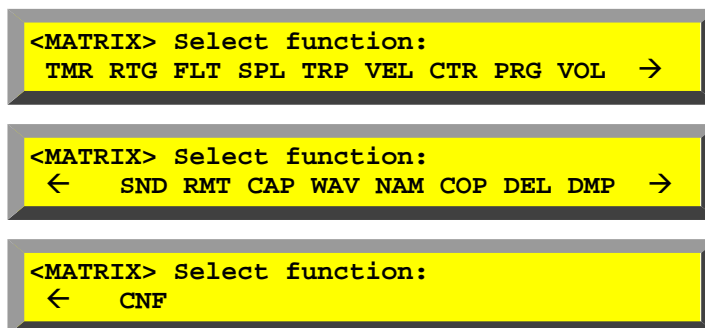 <MATRIX> Select function:
TMR RTG FLT SPL TRP VEL CTR PRG VOL →
<MATRIX> Select function:
← SND RMT CAP WAV NAM COP DEL DMP →
<MATRIX> Select function:
← CNF